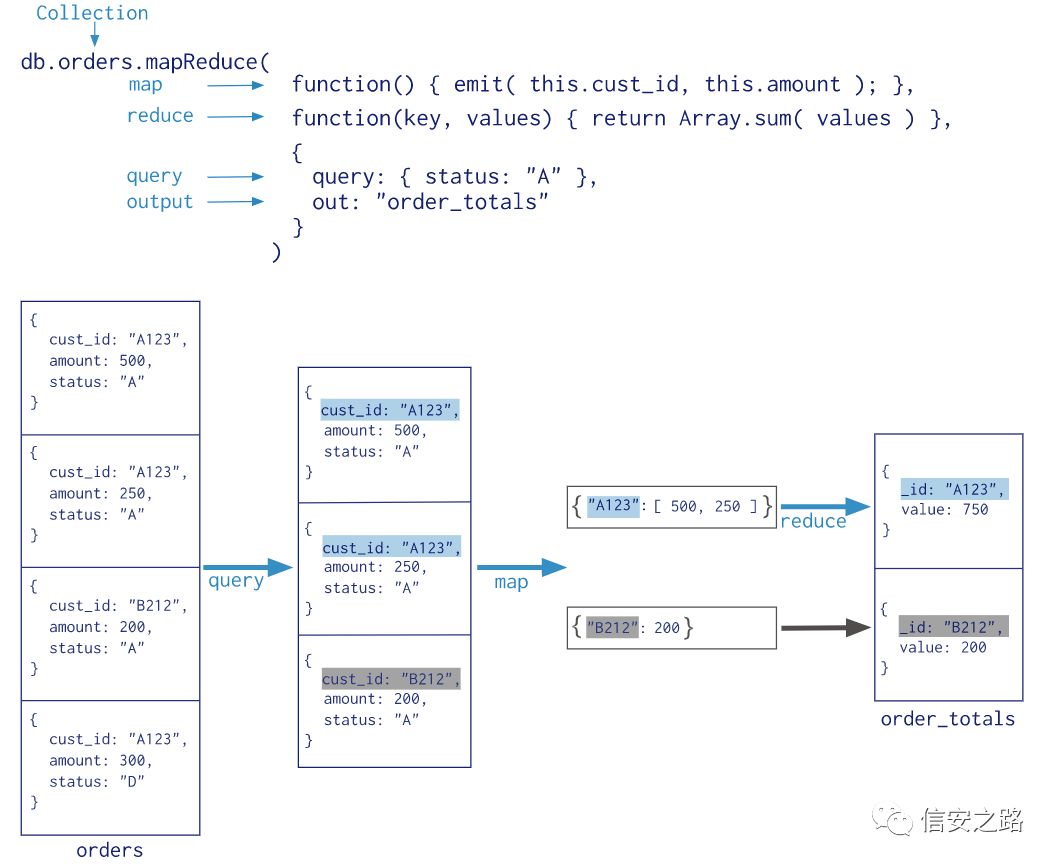 Collection
db.orders.mapReduce(
map function() { emit( this.cust_id, this.amount ); },
reduce function(key, values) { return Array.sum( values ) },
{
query query: { status: "A" },
output out: "order_totals"
}
)
{
cust_id: "A123",
amount: 500,
status: "A"
}
{
cust_id: "A123",
amount: 250,
status: "A"
}
{
cust_id: "B212",
amount: 200,
status: "A"
}
{
cust_id: "A123",
amount: 300,
status: "D"
}
orders
query
{
cust_id: "A123",
amount: 500,
status: "A"
}
{
cust_id: "A123",
amount: 250,
status: "A"
}
{
cust_id: "B212",
amount: 200,
status: "A"
}
map
{ "A123": [ 500, 250 ] }
{ "B212": 200 }
reduce
{
_id: "A123",
value: 750
}
{
_id: "B212",
value: 200
}
order_totals
信安之路